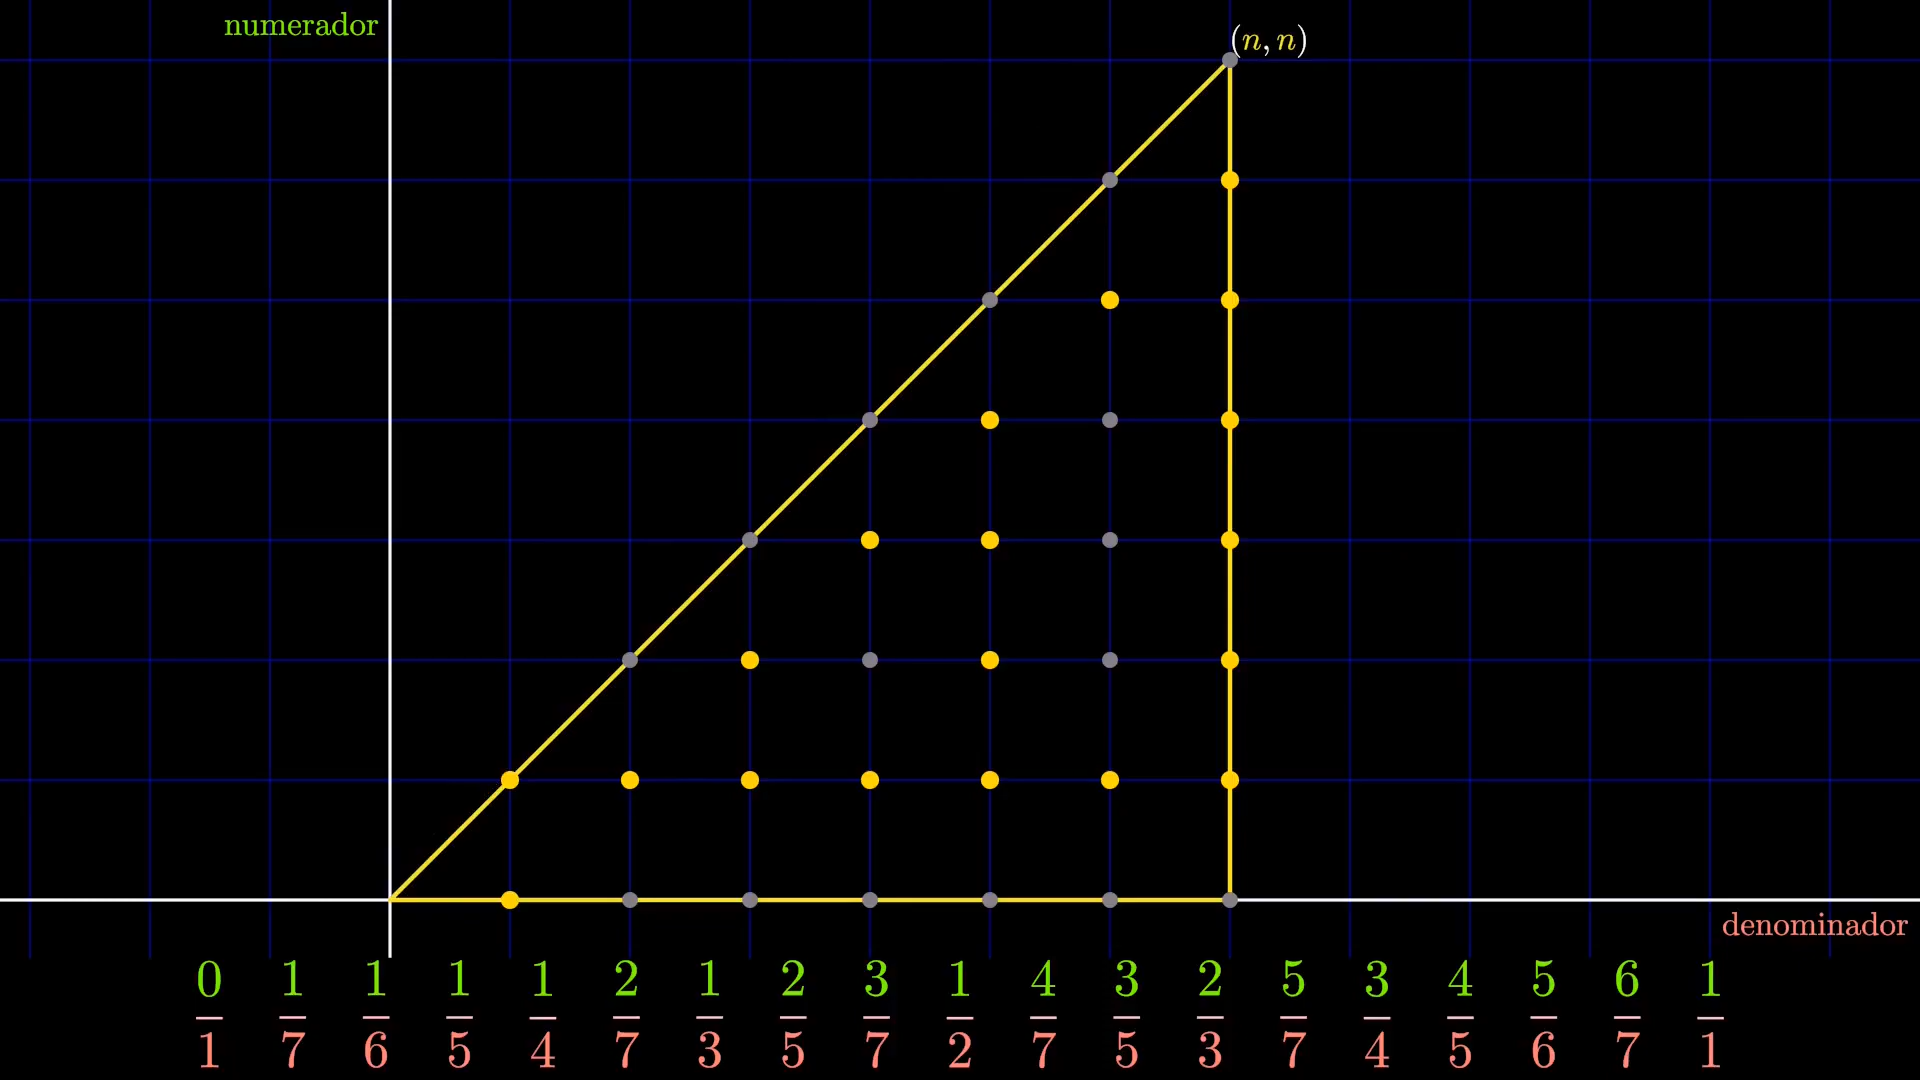 numerador
(n, n)
denominador
0 1 1 1 1 2 1 2 3 1 4 3 2 5 3 4 5 6 1
1 7 6 5 4 7 3 5 7 2 7 5 3 7 4 5 6 7 1